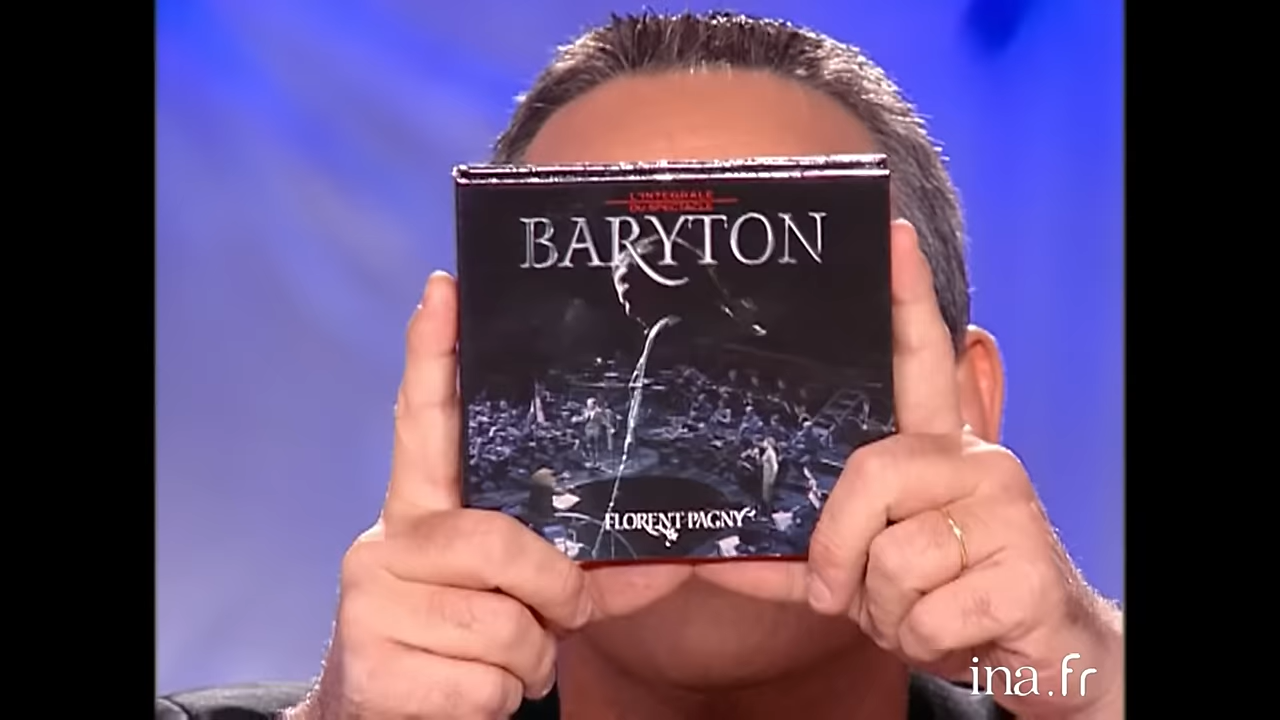 L'INTÉGRALE
DU SPECTACLE
BARYTON
FLORENT PAGNY
ina.fr